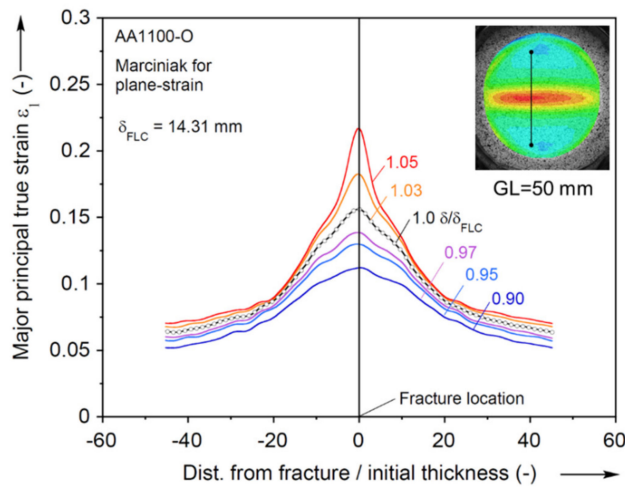 Major principal true strain ε₁ (-)
0.3
0.25
0.2
0.15
0.1
0.05
0
AA1100-O
Marciniak for
plane-strain
δFLC = 14.31 mm
GL=50 mm
1.05
1.03
1.0 δ/δFLC
0.97
0.95
0.90
Fracture location
-60 -40 -20 0 20 40 60
Dist. from fracture / initial thickness (-)